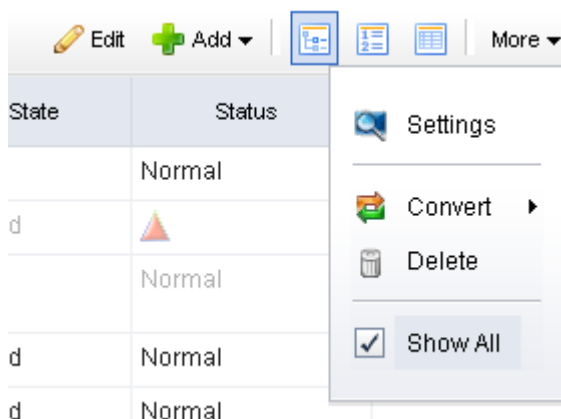 Edit Add More
State Status
Settings
Normal
Convert
d
Delete
Normal
Show All
d Normal
d Normal